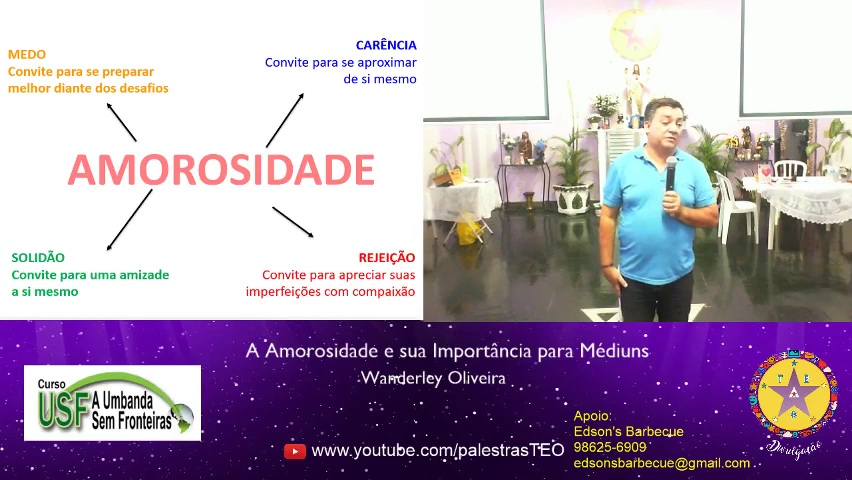 MEDO
Convite para se preparar
melhor diante dos desafios
CARÊNCIA
Convite para se aproximar
de si mesmo
AMOROSIDADE
SOLIDÃO
Convite para uma amizade
a si mesmo
REJEIÇÃO
Convite para apreciar suas
imperfeições com compaixão
A Amorosidade e sua Importância para Médiuns
Wanderley Oliveira
Curso
USF A Umbanda
Sem Fronteiras
www.youtube.com/palestrasTEO
Apoio:
Edson's Barbecue
98625-6909
edsonsbarbecue@gmail.com
T E A B
Divulgação